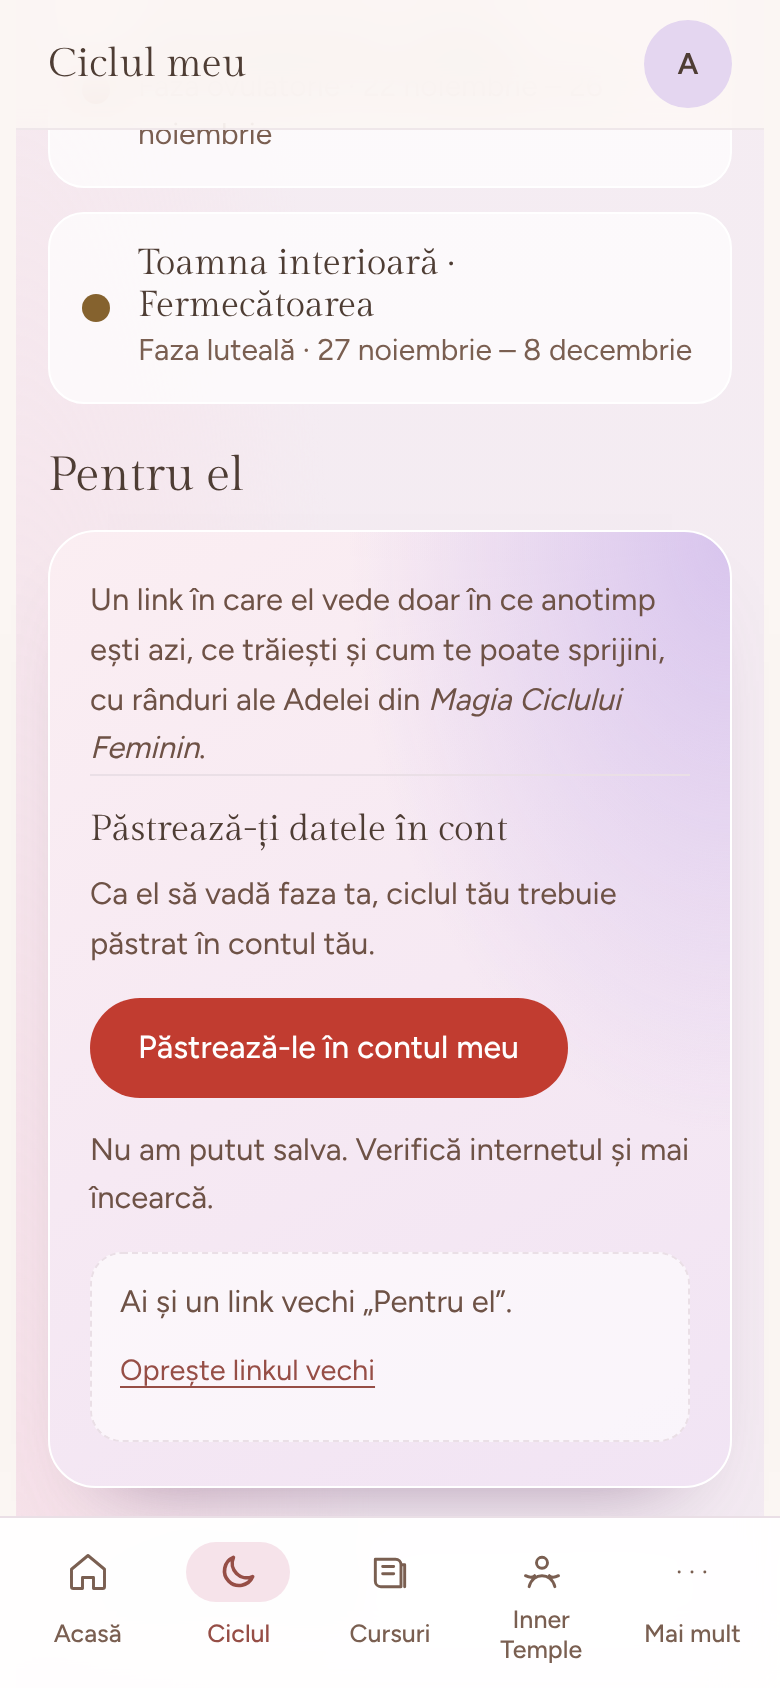 Ciclul meu
A
noiembrie
Toamna interioară ·
Fermecătoarea
Faza luteală · 27 noiembrie – 8 decembrie
Pentru el
Un link în care el vede doar în ce anotimp
ești azi, ce trăiești și cum te poate sprijini,
cu rânduri ale Adelei din Magia Ciclului
Feminin.
Păstrează-ți datele în cont
Ca el să vadă faza ta, ciclul tău trebuie
păstrat în contul tău.
Păstrează-le în contul meu
Nu am putut salva. Verifică internetul și mai
încearcă.
Ai și un link vechi „Pentru el”.
Oprește linkul vechi
Acasă
Ciclul
Cursuri
Inner
Temple
Mai mult